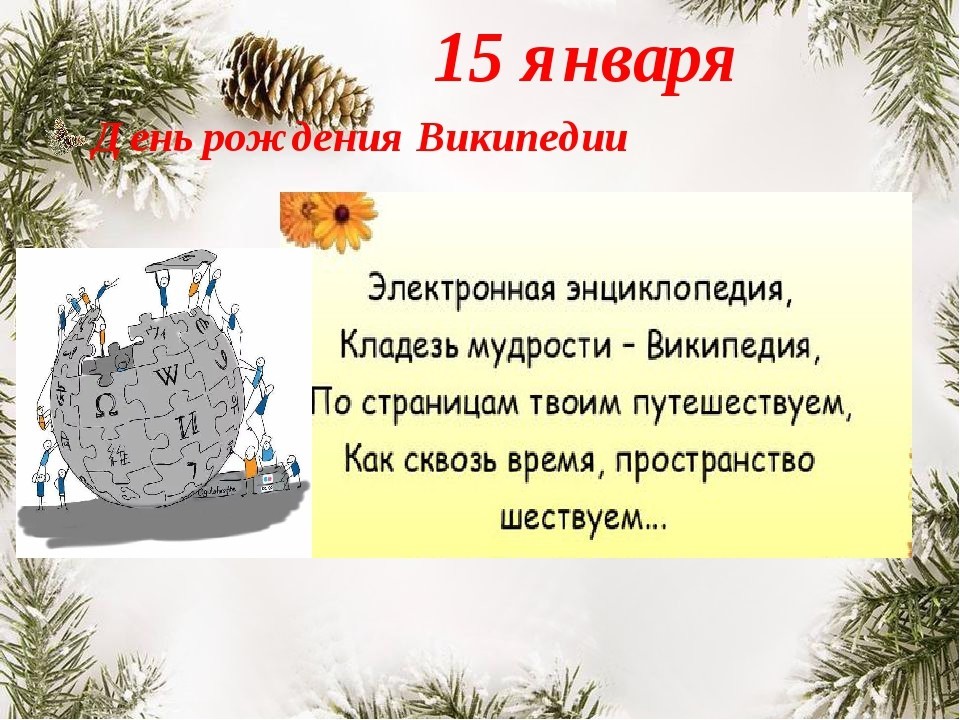 15 января
День рождения Википедии
Электронная энциклопедия,
Кладезь мудрости – Википедия,
По страницам твоим путешествуем,
Как сквозь время, пространство
шествуем...
Ω
W
И